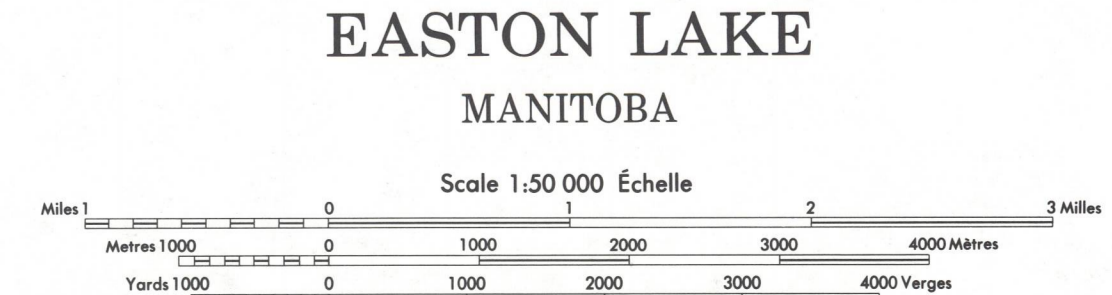 EASTON LAKE
MANITOBA
Scale 1:50 000 Échelle
Miles 1 0 1 2 3 Milles
Metres 1000 0 1000 2000 3000 4000 Mètres
Yards 1000 0 1000 2000 3000 4000 Verges